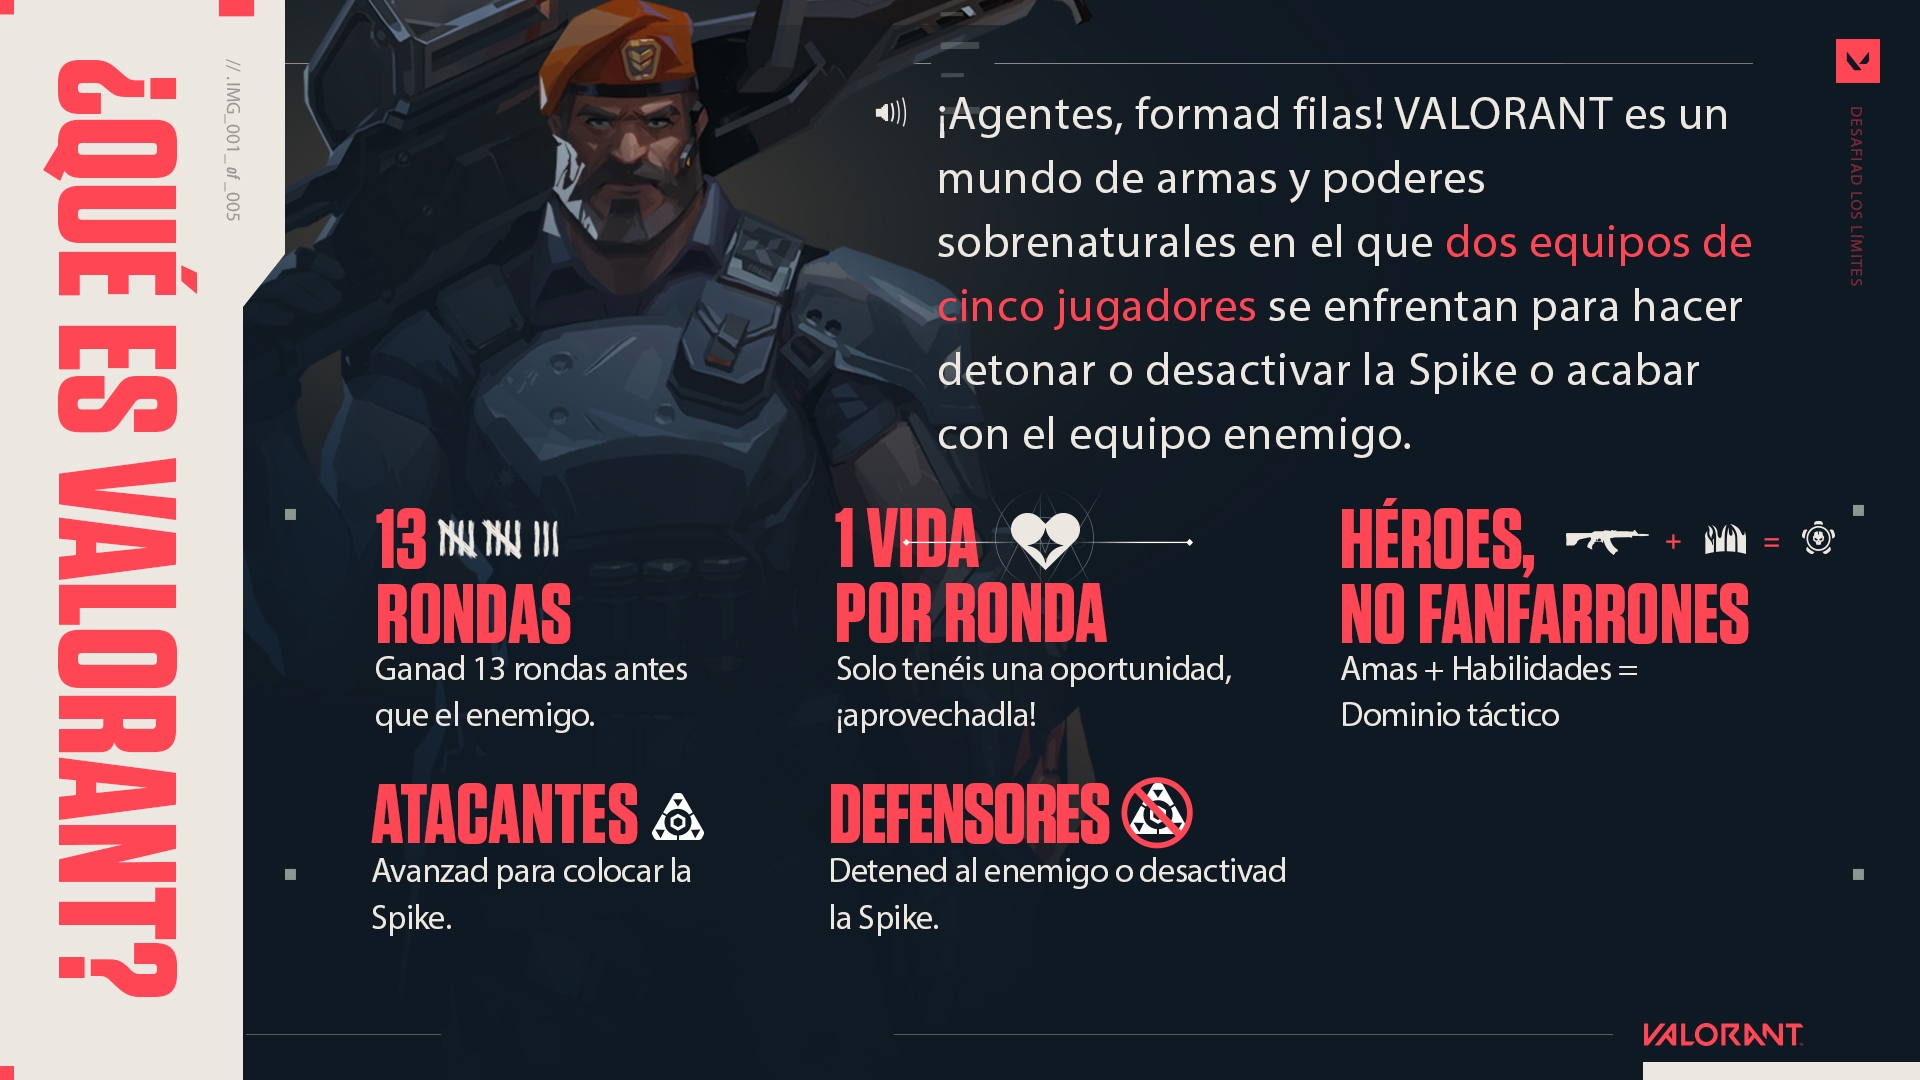 ¿QUÉ ES VALORANT?
// .IMG_001_of_005
¡Agentes, formad filas! VALORANT es un
mundo de armas y poderes
sobrenaturales en el que dos equipos de
cinco jugadores se enfrentan para hacer
detonar o desactivar la Spike o acabar
con el equipo enemigo.
DESAFIAD LOS LÍMITES
13
RONDAS
Ganad 13 rondas antes
que el enemigo.
1 VIDA
POR RONDA
Solo tenéis una oportunidad,
¡aprovechadla!
HÉROES,
+ =
NO FANFARRONES
Amas + Habilidades =
Dominio táctico
ATACANTES
Avanzad para colocar la
Spike.
DEFENSORES
Detened al enemigo o desactivad
la Spike.
VALORANT